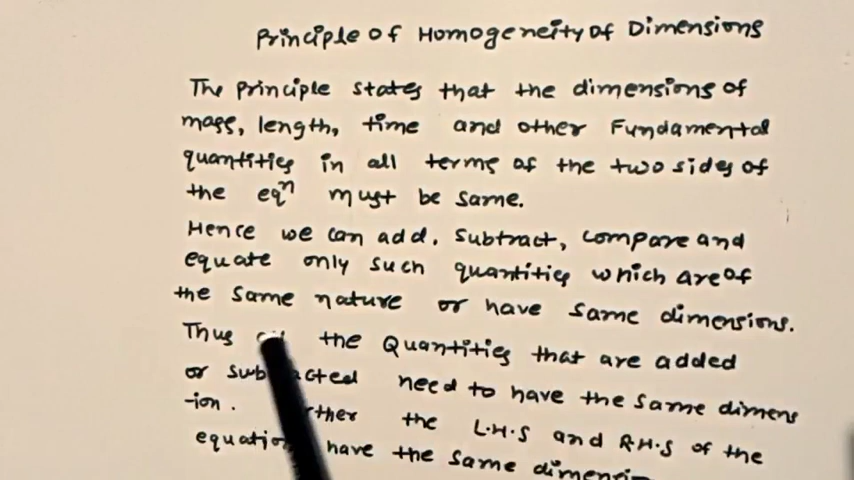 Principle of Homogeneity of Dimensions
The principle states that the dimensions of
mass, length, time and other Fundamental
quantities in all terms of the two sides of
the eqⁿ must be same.
Hence we can add, subtract, compare and
equate only such quantities which are of
the same nature or have same dimensions.
Thus the Quantities that are added
or subtracted need to have the same dimens
-ion. the L.H.S and R.H.S of the
equation have the same